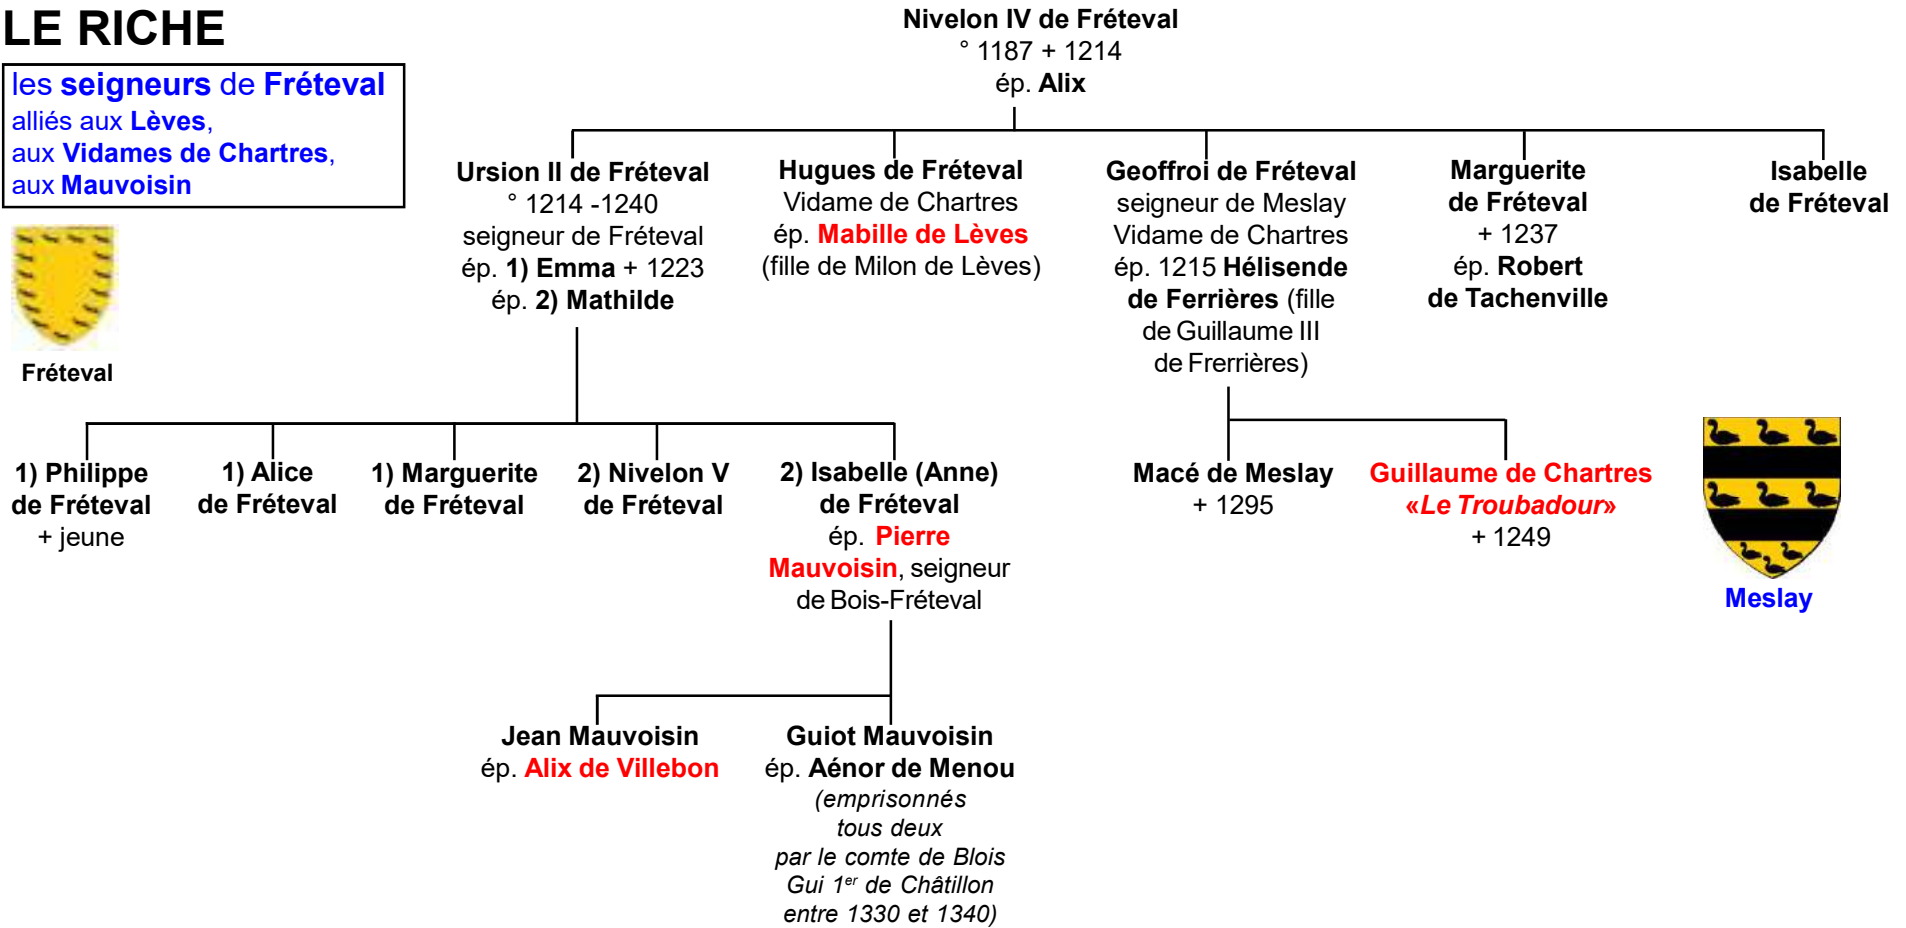 LE RICHE
les seigneurs de Fréteval
alliés aux Lèves,
aux Vidames de Chartres,
aux Mauvoisin
Fréteval
Nivelon IV de Fréteval
° 1187 + 1214
ép. Alix
Ursion II de Fréteval
° 1214 -1240
seigneur de Fréteval
ép. 1) Emma + 1223
ép. 2) Mathilde
Hugues de Fréteval
Vidame de Chartres
ép. Mabille de Lèves
(fille de Milon de Lèves)
Geoffroi de Fréteval
seigneur de Meslay
Vidame de Chartres
ép. 1215 Hélisende
de Ferrières (fille
de Guillaume III
de Frerrières)
Marguerite
de Fréteval
+ 1237
ép. Robert
de Tachenville
Isabelle
de Fréteval
1) Philippe
de Fréteval
+ jeune
1) Alice
de Fréteval
1) Marguerite
de Fréteval
2) Nivelon V
de Fréteval
2) Isabelle (Anne)
de Fréteval
ép. Pierre
Mauvoisin, seigneur
de Bois-Fréteval
Macé de Meslay
+ 1295
Guillaume de Chartres
«Le Troubadour»
+ 1249
Meslay
Jean Mauvoisin
ép. Alix de Villebon
Guiot Mauvoisin
ép. Aénor de Menou
(emprisonnés
tous deux
par le comte de Blois
Gui 1er de Châtillon
entre 1330 et 1340)